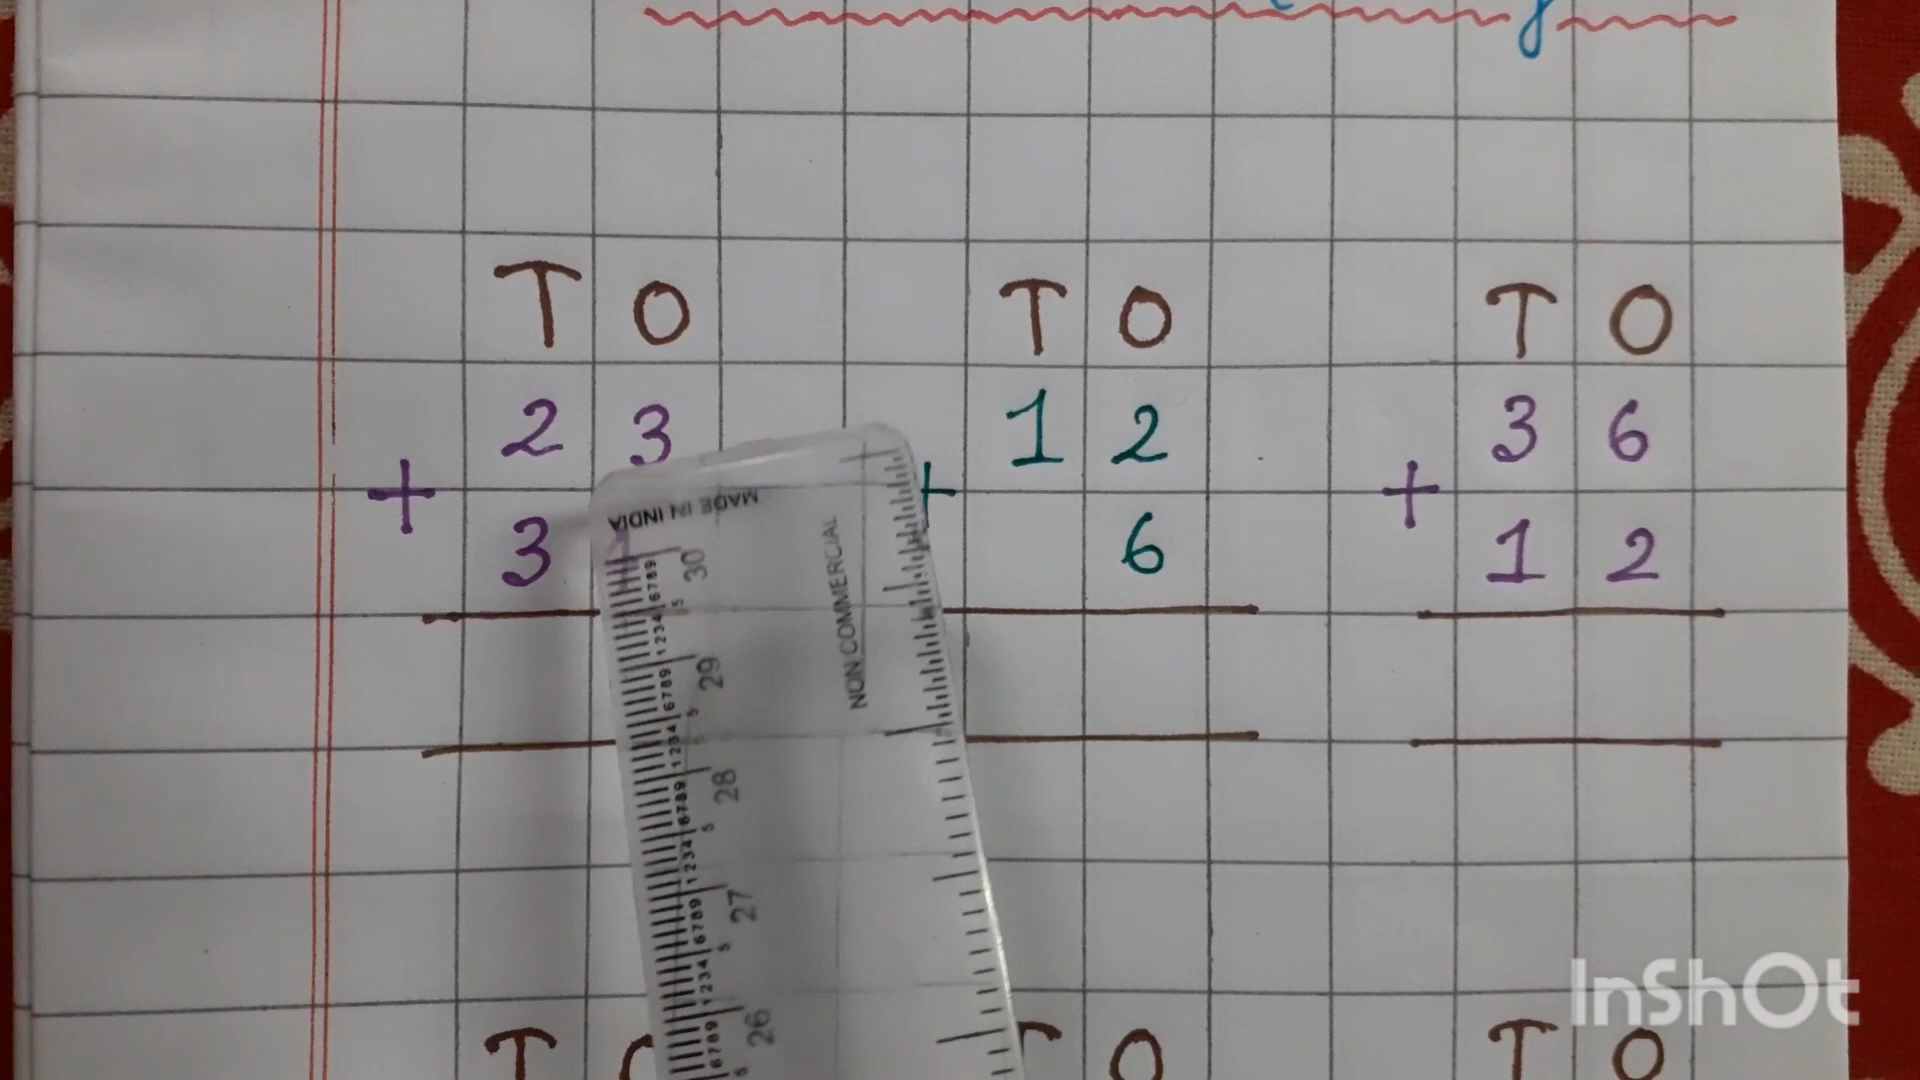 T O T O T O
2 3 1 2 3 6
+ + +
3 6 1 2
MADE IN INDIA
NON COMMERCIAL
30
29
28
27
26
T T O T O
InShOt